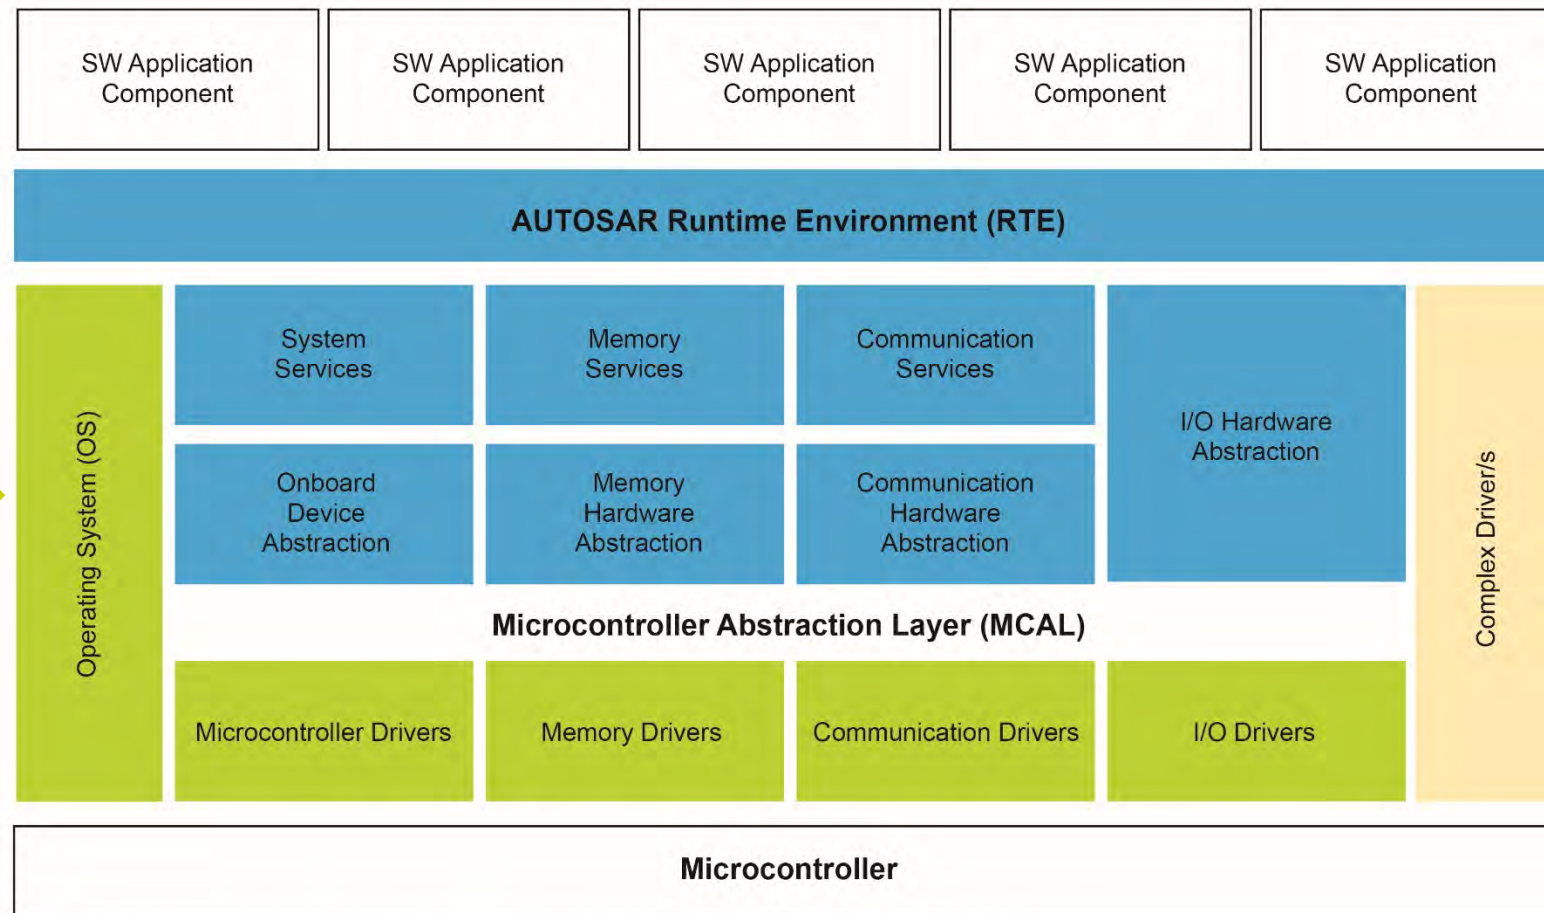 SW Application
Component
SW Application
Component
SW Application
Component
SW Application
Component
SW Application
Component
AUTOSAR Runtime Environment (RTE)
Operating System (OS)
System
Services
Memory
Services
Communication
Services
I/O Hardware
Abstraction
Complex Driver/s
Onboard
Device
Abstraction
Memory
Hardware
Abstraction
Communication
Hardware
Abstraction
Microcontroller Abstraction Layer (MCAL)
Microcontroller Drivers
Memory Drivers
Communication Drivers
I/O Drivers
Microcontroller